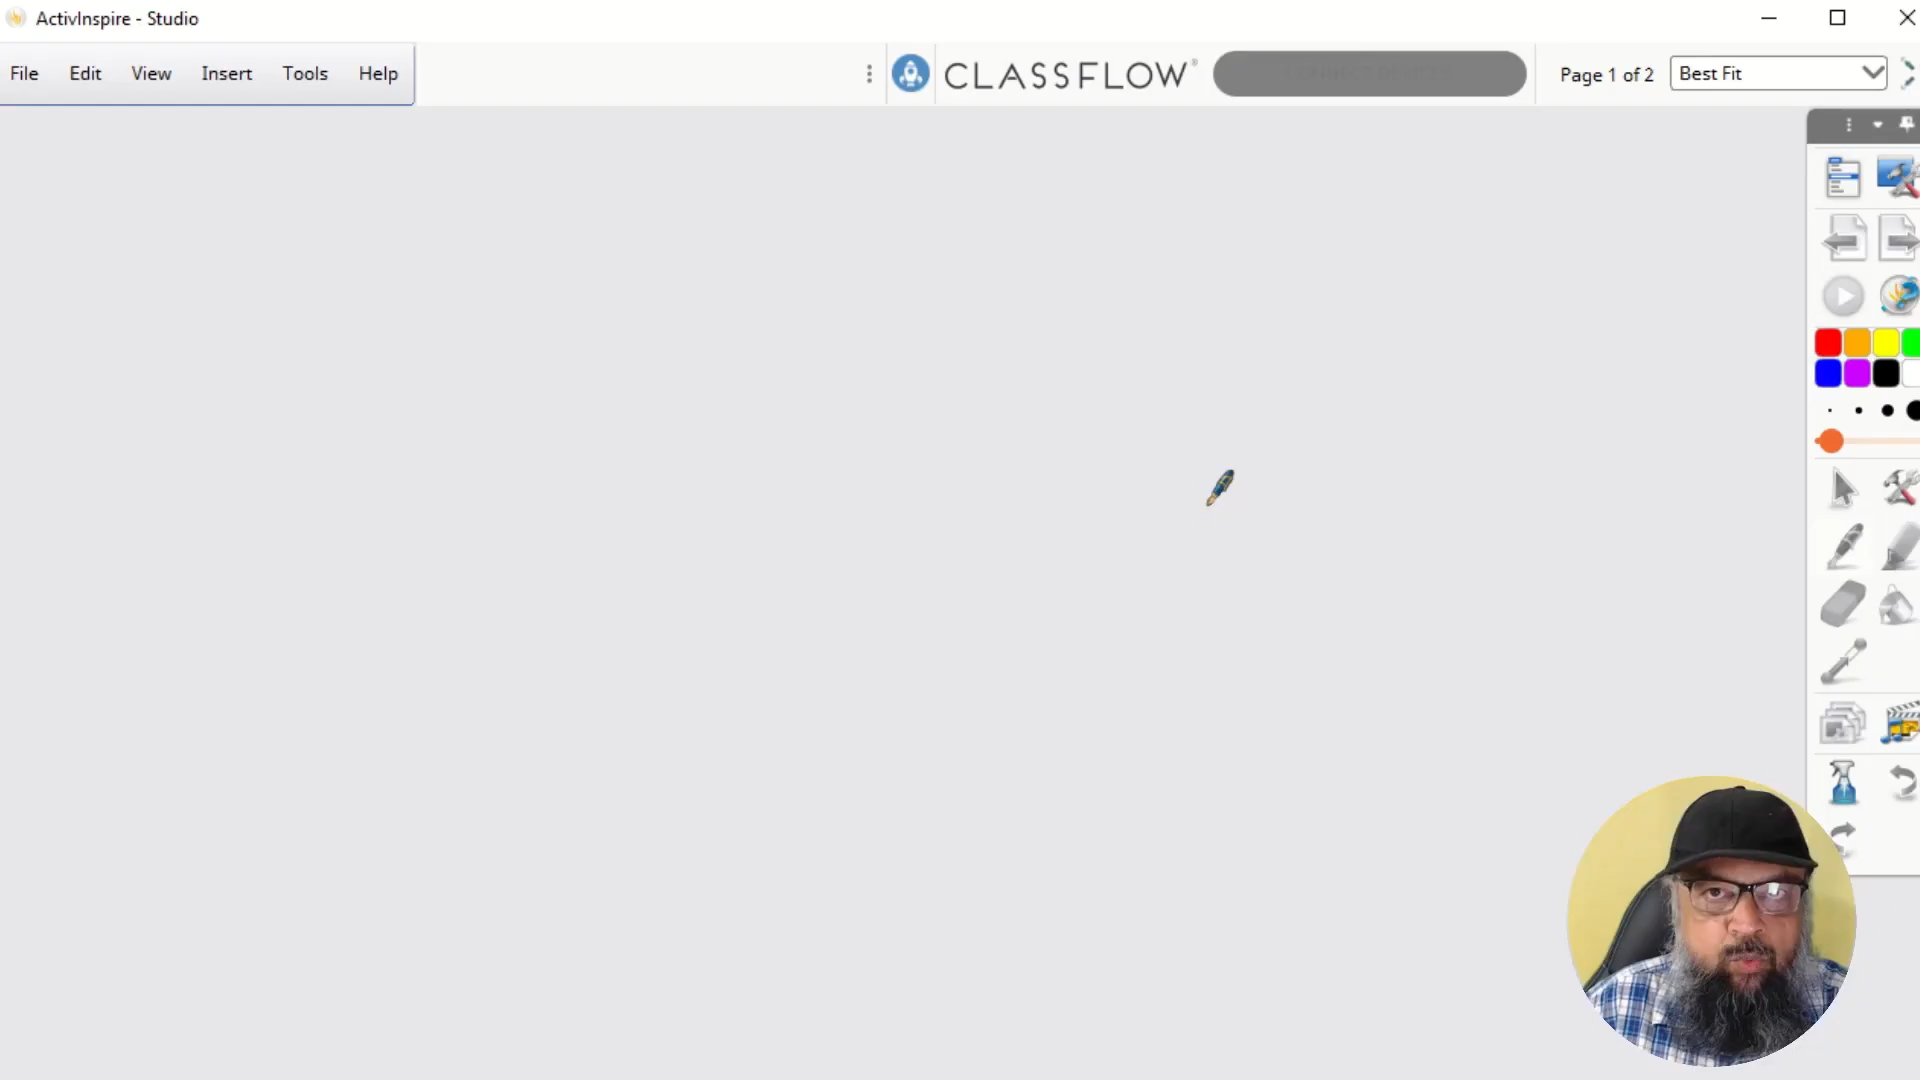 ActivInspire - Studio
File Edit View Insert Tools Help
CLASSFLOW®
Page 1 of 2
Best Fit